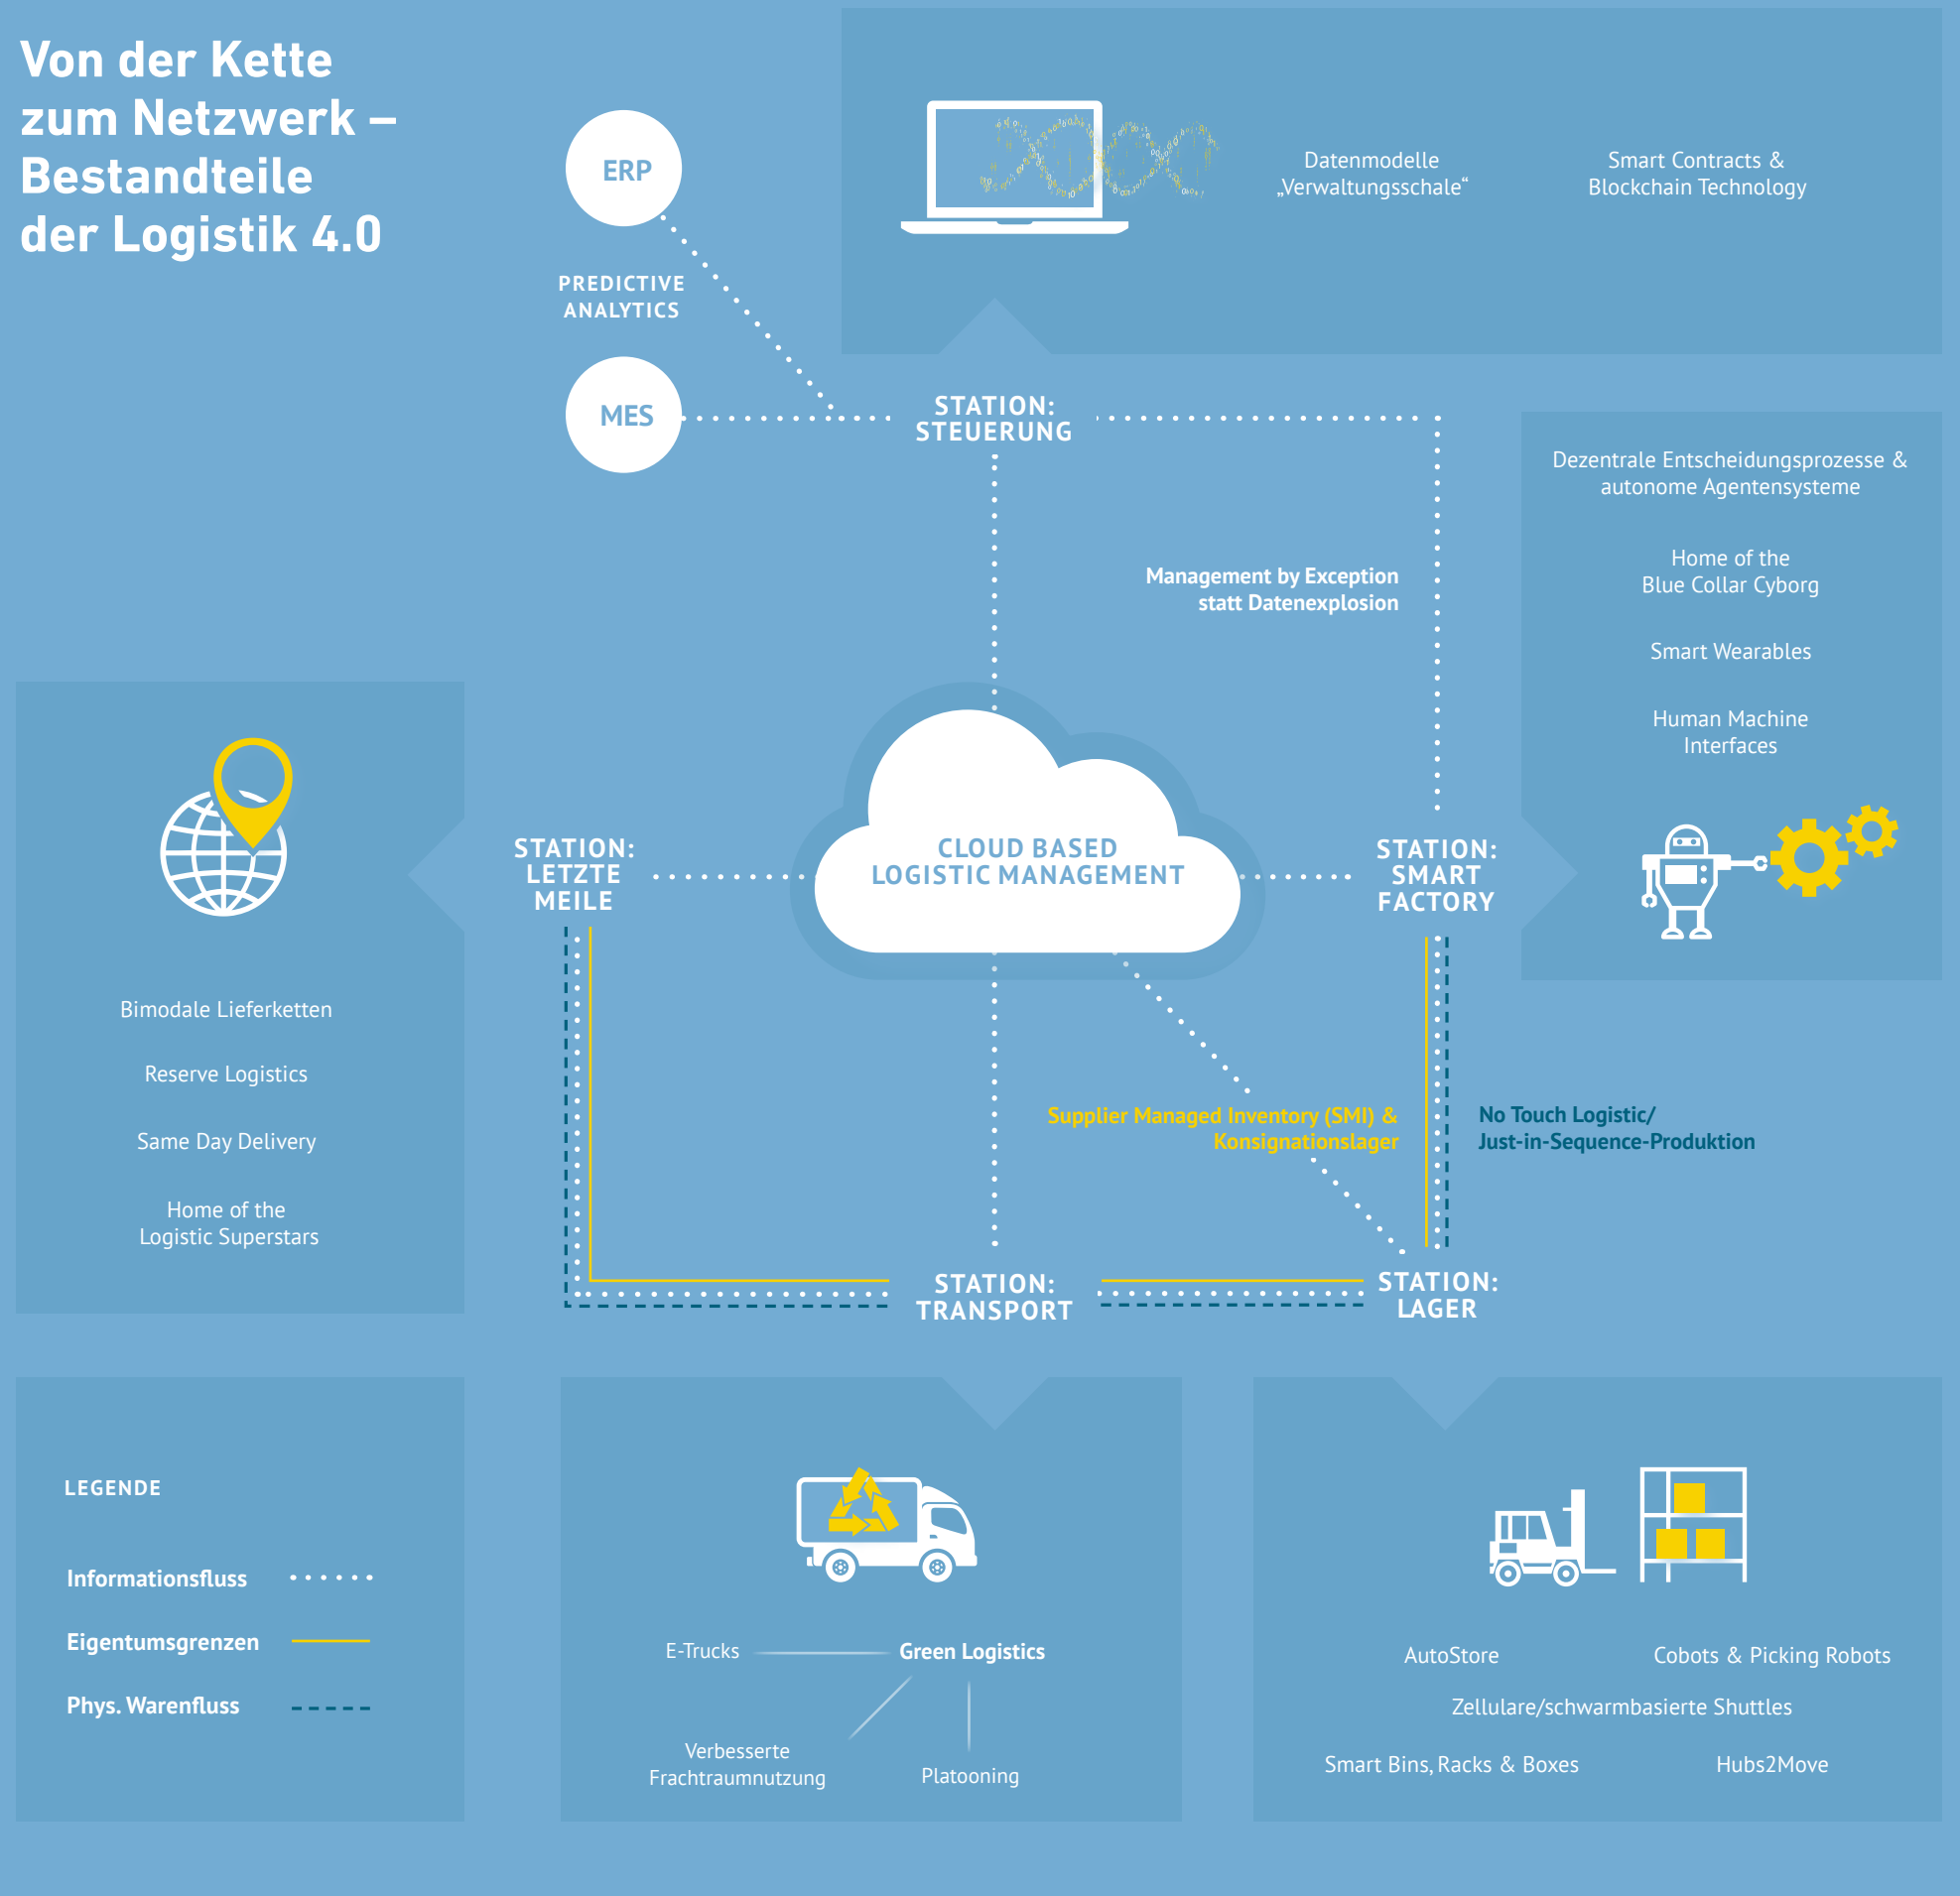 Von der Kette
zum Netzwerk –
Bestandteile
der Logistik 4.0
ERP
PREDICTIVE
ANALYTICS
MES
Datenmodelle
„Verwaltungsschale“
Smart Contracts &
Blockchain Technology
STATION:
STEUERUNG
Management by Exception
statt Datenexplosion
Dezentrale Entscheidungsprozesse &
autonome Agentensysteme
Home of the
Blue Collar Cyborg
Smart Wearables
Human Machine
Interfaces
STATION:
LETZTE
MEILE
CLOUD BASED
LOGISTIC MANAGEMENT
STATION:
SMART
FACTORY
Bimodale Lieferketten
Reserve Logistics
Same Day Delivery
Home of the
Logistic Superstars
Supplier Managed Inventory (SMI) &
Konsignationslager
No Touch Logistic/
Just-in-Sequence-Produktion
STATION:
TRANSPORT
STATION:
LAGER
LEGENDE
Informationsfluss
Eigentumsgrenzen
Phys. Warenfluss
E-Trucks
Green Logistics
Verbesserte
Frachtraumnutzung
Platooning
AutoStore
Cobots & Picking Robots
Zellulare/schwarmbasierte Shuttles
Smart Bins, Racks & Boxes
Hubs2Move